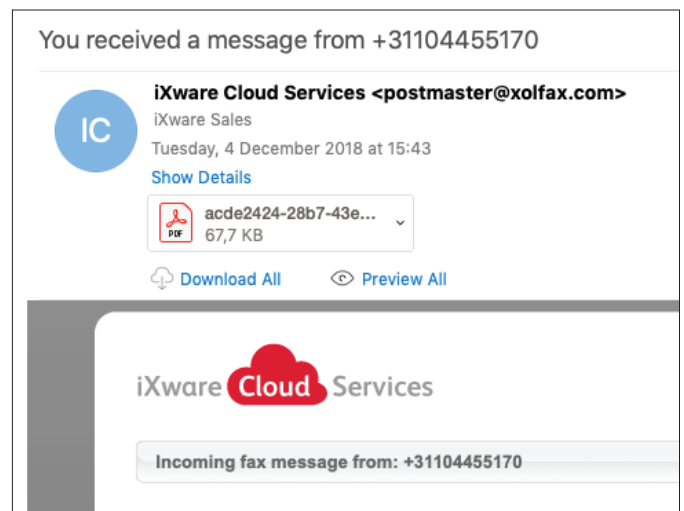 You received a message from +31104455170
iXware Cloud Services <postmaster@xolfax.com>
IC
iXware Sales
Tuesday, 4 December 2018 at 15:43
Show Details
acde2424-28b7-43e...
PDF
67,7 KB
Download All Preview All
iXware Cloud Services
Incoming fax message from: +31104455170